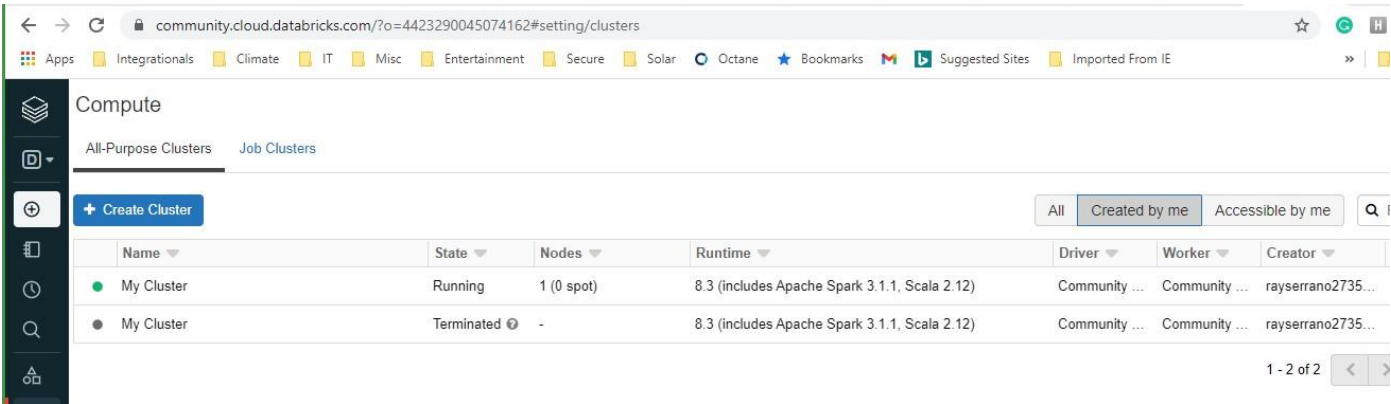 community.cloud.databricks.com/?o=4423290045074162#setting/clusters
Apps Integrationals Climate IT Misc Entertainment Secure Solar Octane Bookmarks Suggested Sites Imported From IE »
Compute
All-Purpose Clusters Job Clusters
D
+ Create Cluster All Created by me Accessible by me
Name State Nodes Runtime Driver Worker Creator
My Cluster Running 1 (0 spot) 8.3 (includes Apache Spark 3.1.1, Scala 2.12) Community ... Community ... rayserrano2735...
My Cluster Terminated - 8.3 (includes Apache Spark 3.1.1, Scala 2.12) Community ... Community ... rayserrano2735...
1 - 2 of 2